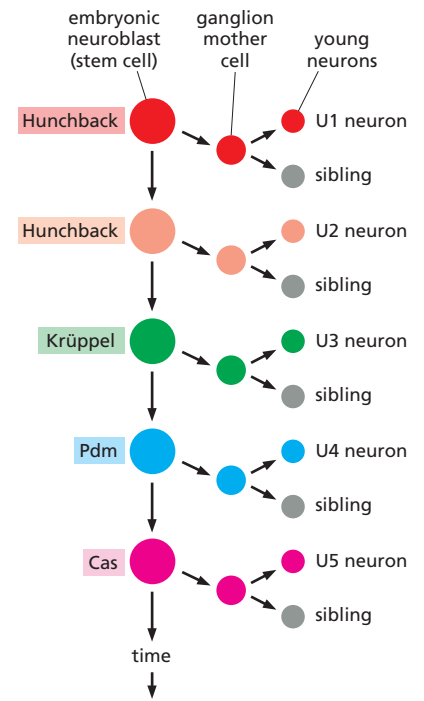 embryonic
neuroblast
(stem cell)
ganglion
mother
cell
young
neurons
Hunchback
U1 neuron
sibling
Hunchback
U2 neuron
sibling
Krüppel
U3 neuron
sibling
Pdm
U4 neuron
sibling
Cas
U5 neuron
sibling
time